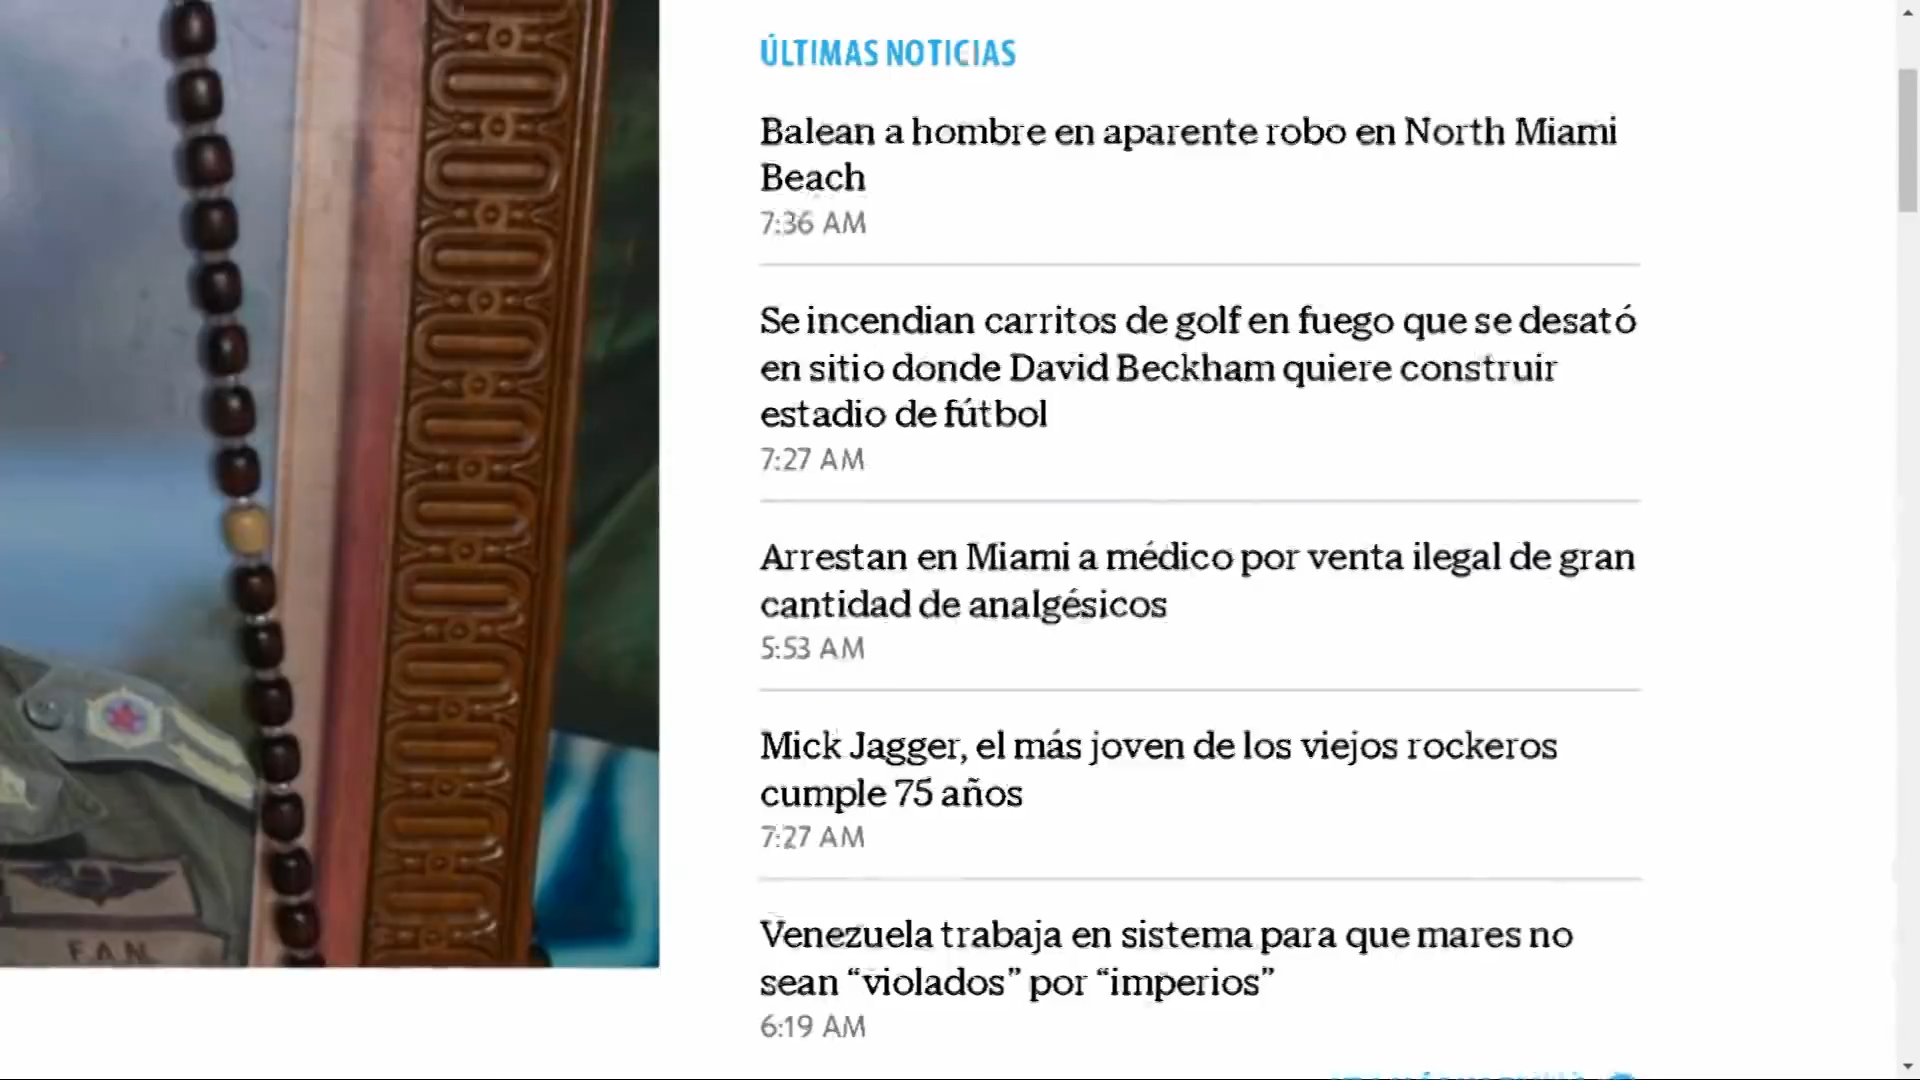 ÚLTIMAS NOTICIAS
Balean a hombre en aparente robo en North Miami
Beach
7:36 AM
Se incendian carritos de golf en fuego que se desató
en sitio donde David Beckham quiere construir
estadio de fútbol
7:27 AM
Arrestan en Miami a médico por venta ilegal de gran
cantidad de analgésicos
5:53 AM
Mick Jagger, el más joven de los viejos rockeros
cumple 75 años
7:27 AM
Venezuela trabaja en sistema para que mares no
sean “violados” por “imperios”
6:19 AM
F.A.N.